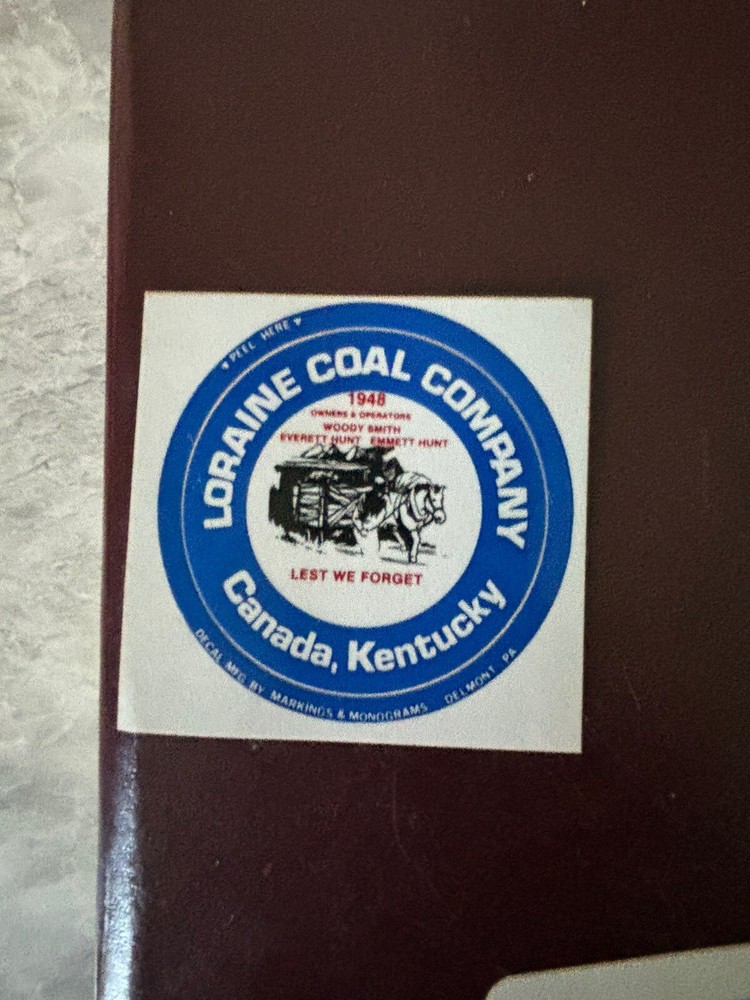 ▼ PEEL HERE ▼
LORAINE COAL COMPANY
1948
OWNERS & OPERATORS
WOODY SMITH
EVERETT HUNT EMMETT HUNT
LEST WE FORGET
Canada, Kentucky
DECAL MFG BY MARKINGS & MONOGRAMS DELMONT PA